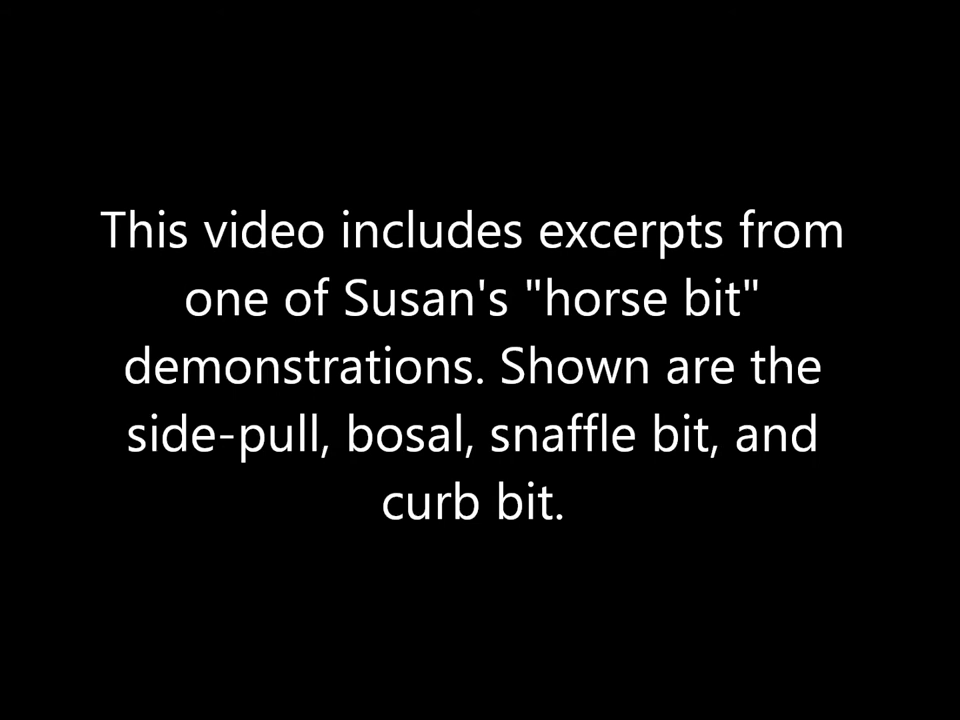 This video includes excerpts from
one of Susan's "horse bit"
demonstrations. Shown are the
side-pull, bosal, snaffle bit, and
curb bit.